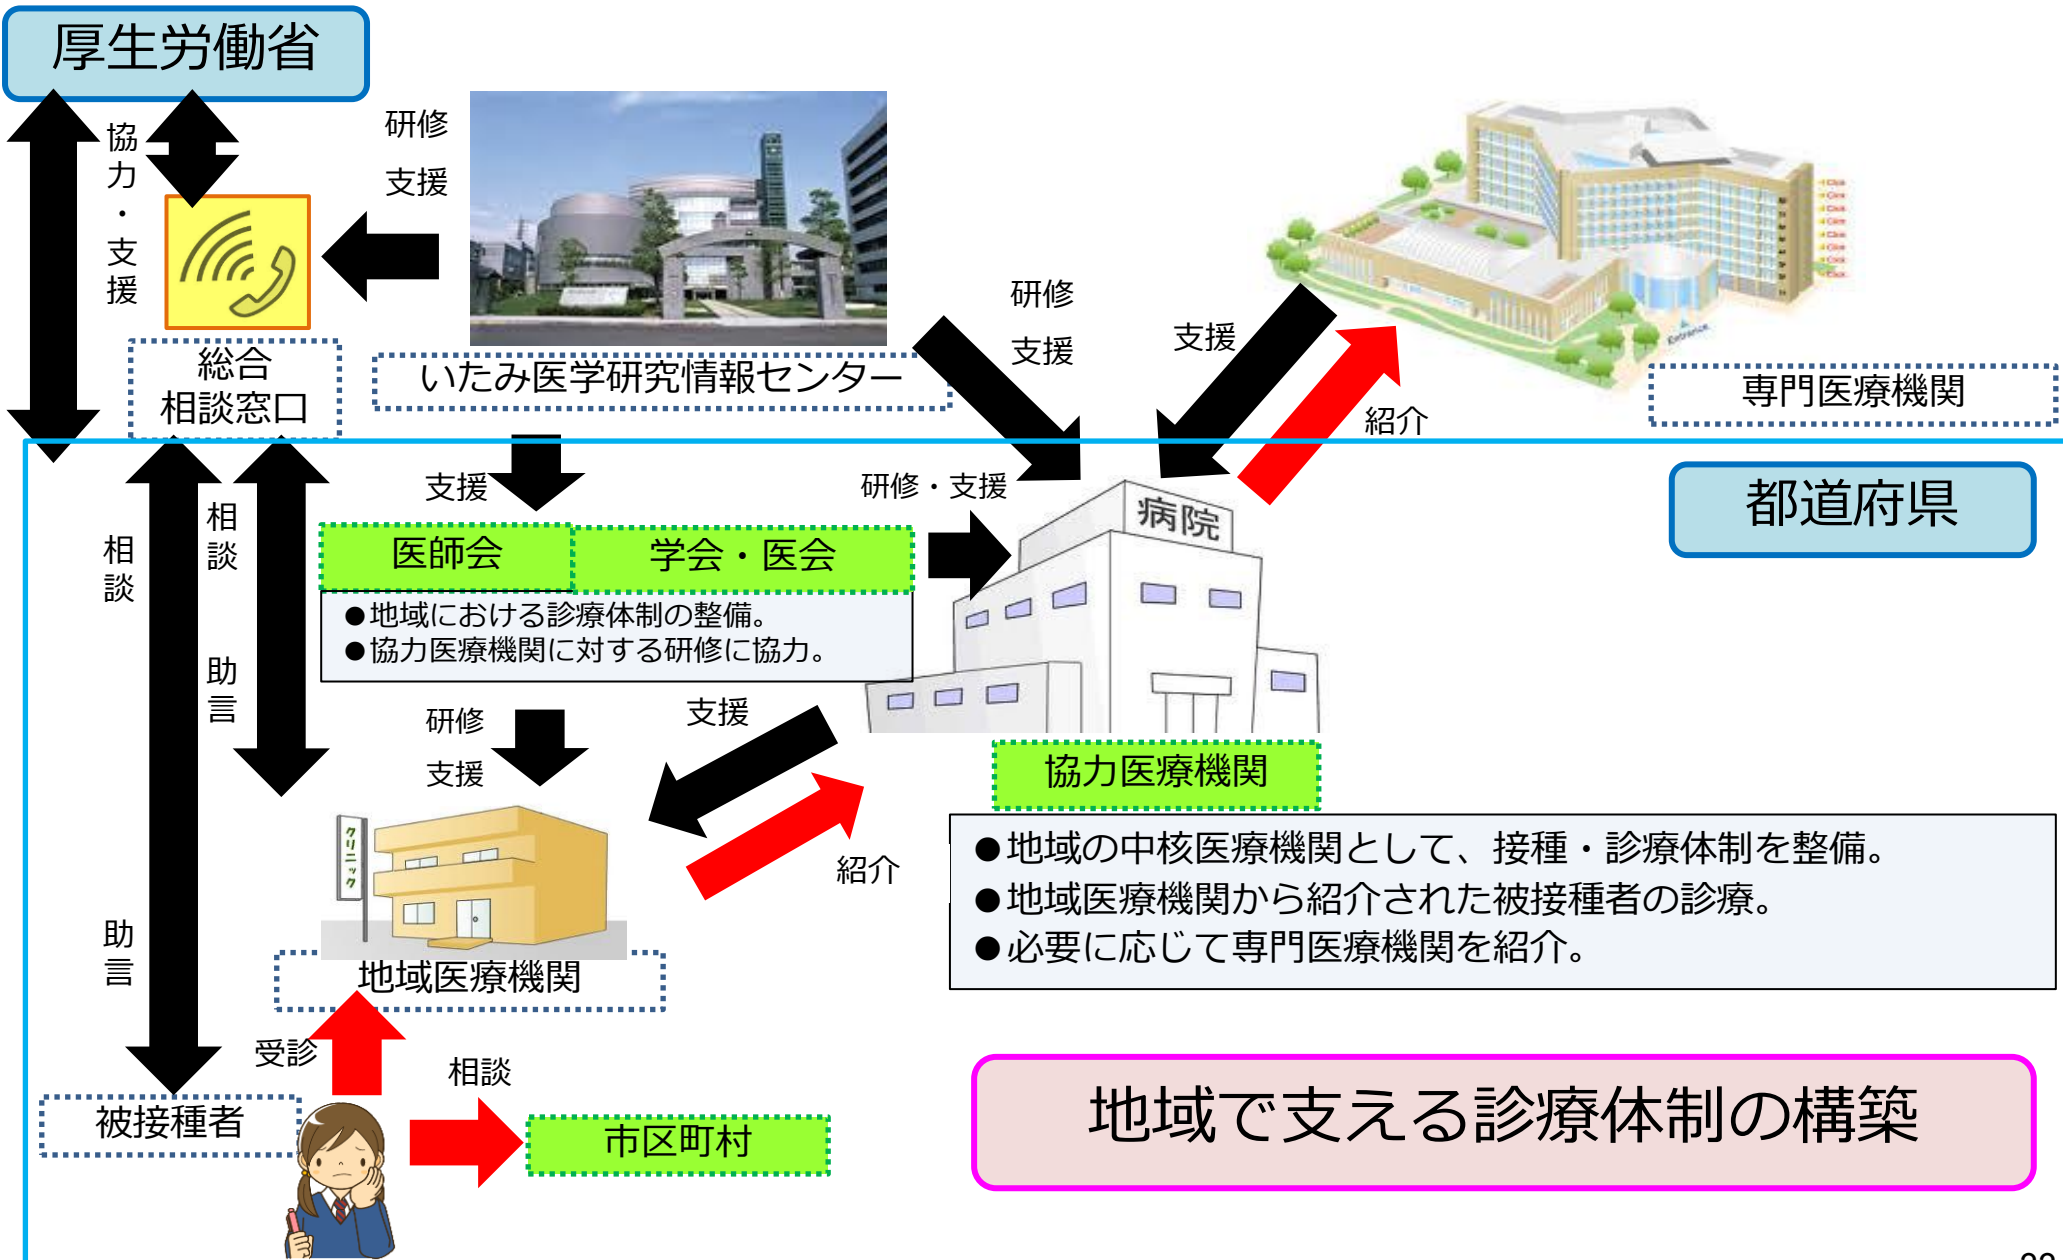 厚生労働省
協力・支援
研修
支援
総合
相談窓口
いたみ医学研究情報センター
研修
支援
支援
紹介
Entrance
専門医療機関
都道府県
支援
研修・支援
病院
相談
助言
相談
助言
医師会
学会・医会
●地域における診療体制の整備。
●協力医療機関に対する研修に協力。
研修
支援
支援
紹介
協力医療機関
●地域の中核医療機関として、接種・診療体制を整備。
●地域医療機関から紹介された被接種者の診療。
●必要に応じて専門医療機関を紹介。
クリニック
地域医療機関
受診
相談
被接種者
市区町村
地域で支える診療体制の構築